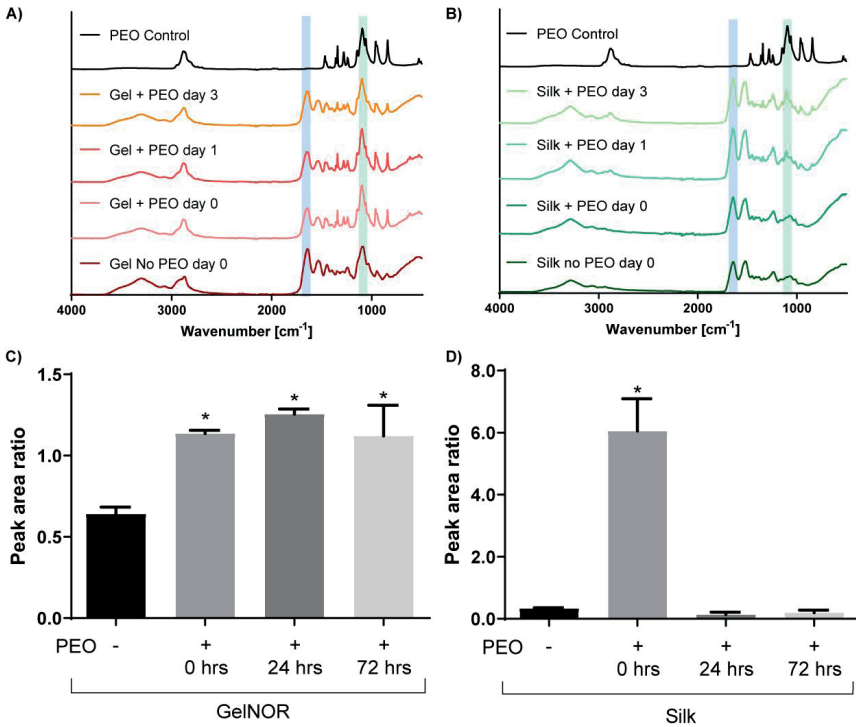 A)
PEO Control
Gel + PEO day 3
Gel + PEO day 1
Gel + PEO day 0
Gel No PEO day 0
4000 3000 2000 1000
Wavenumber [cm-1]
B)
PEO Control
Silk + PEO day 3
Silk + PEO day 1
Silk + PEO day 0
Silk no PEO day 0
4000 3000 2000 1000
Wavenumber [cm-1]
C)
Peak area ratio
1.5
1.0
0.5
0.0
* * *
PEO - + + +
0 hrs 24 hrs 72 hrs
GelNOR
D)
Peak area ratio
8.0
6.0
4.0
2.0
0.0
*
PEO - + + +
0 hrs 24 hrs 72 hrs
Silk